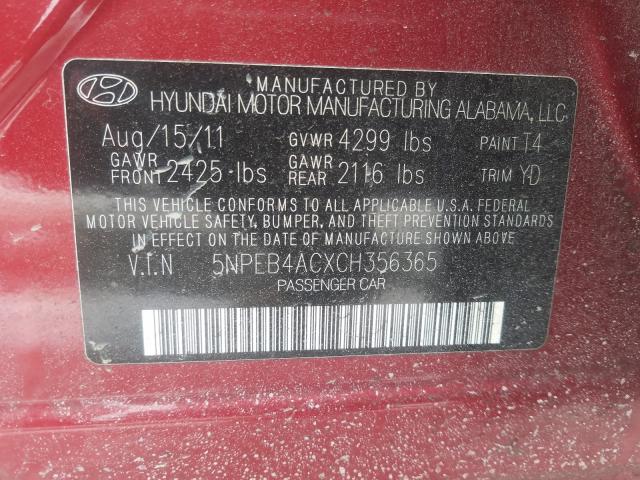 MANUFACTURED BY
HYUNDAI MOTOR MANUFACTURING ALABAMA, LLC
Aug/15/11 GVWR 4299 lbs PAINT T4
GAWR FRONT 2425 lbs GAWR REAR 2116 lbs TRIM YD
THIS VEHICLE CONFORMS TO ALL APPLICABLE U.S.A. FEDERAL
MOTOR VEHICLE SAFETY, BUMPER, AND THEFT PREVENTION STANDARDS
IN EFFECT ON THE DATE OF MANUFACTURE SHOWN ABOVE.
V.I.N 5NPEB4ACXCH356365
PASSENGER CAR